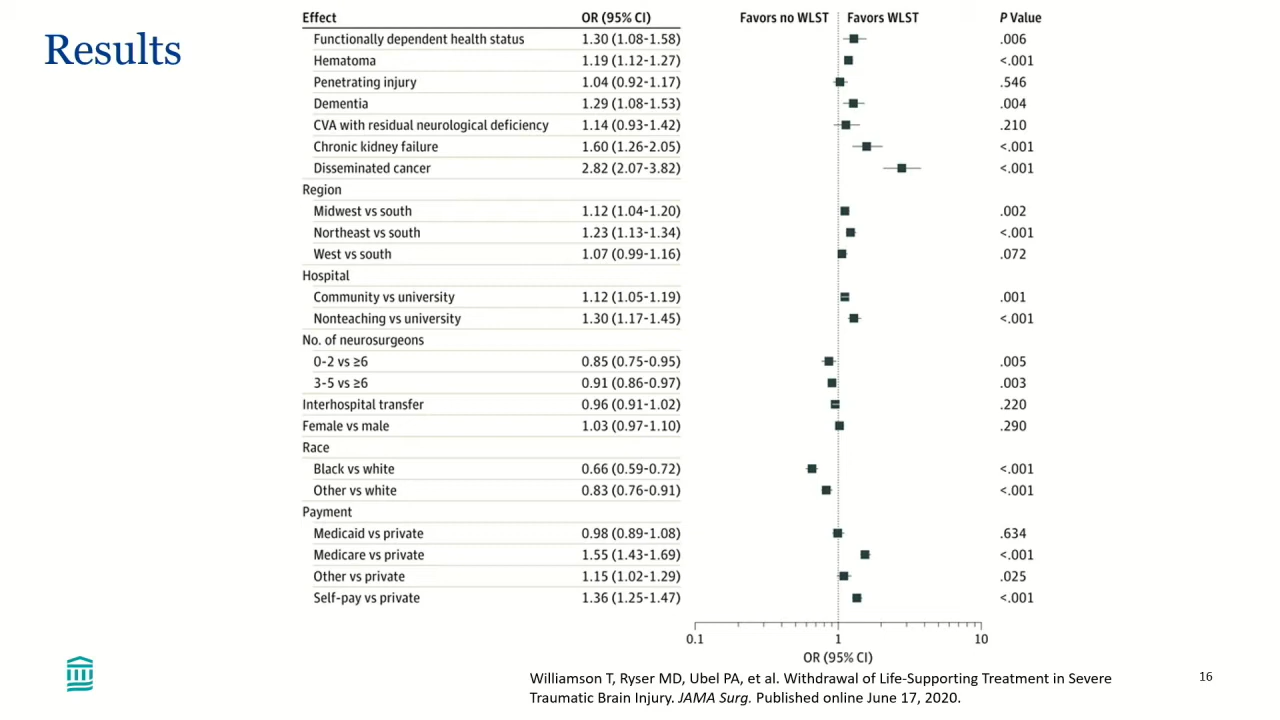 Results
Effect OR (95% CI) Favors no WLST Favors WLST P Value
Functionally dependent health status 1.30 (1.08-1.58) .006
Hematoma 1.19 (1.12-1.27) <.001
Penetrating injury 1.04 (0.92-1.17) .546
Dementia 1.29 (1.08-1.53) .004
CVA with residual neurological deficiency 1.14 (0.93-1.42) .210
Chronic kidney failure 1.60 (1.26-2.05) <.001
Disseminated cancer 2.82 (2.07-3.82) <.001
Region
Midwest vs south 1.12 (1.04-1.20) .002
Northeast vs south 1.23 (1.13-1.34) <.001
West vs south 1.07 (0.99-1.16) .072
Hospital
Community vs university 1.12 (1.05-1.19) .001
Nonteaching vs university 1.30 (1.17-1.45) <.001
No. of neurosurgeons
0-2 vs ≥6 0.85 (0.75-0.95) .005
3-5 vs ≥6 0.91 (0.86-0.97) .003
Interhospital transfer 0.96 (0.91-1.02) .220
Female vs male 1.03 (0.97-1.10) .290
Race
Black vs white 0.66 (0.59-0.72) <.001
Other vs white 0.83 (0.76-0.91) <.001
Payment
Medicaid vs private 0.98 (0.89-1.08) .634
Medicare vs private 1.55 (1.43-1.69) <.001
Other vs private 1.15 (1.02-1.29) .025
Self-pay vs private 1.36 (1.25-1.47) <.001
0.1 1 10
OR (95% CI)
Williamson T, Ryser MD, Ubel PA, et al. Withdrawal of Life-Supporting Treatment in Severe
Traumatic Brain Injury. JAMA Surg. Published online June 17, 2020.
16